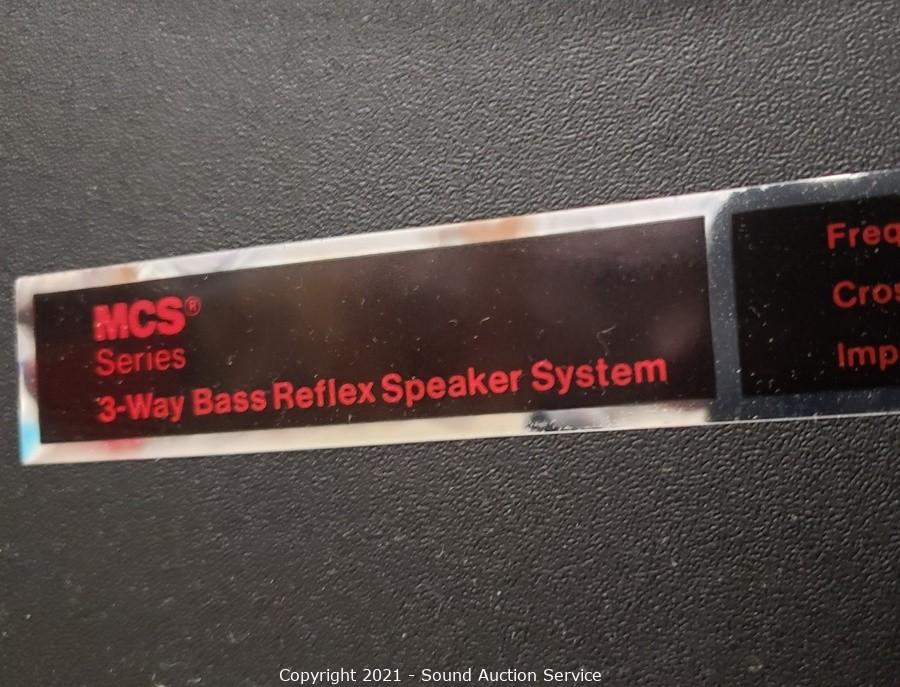 MCS®
Series
3-Way Bass Reflex Speaker System
Freq
Cros
Imp
Copyright 2021 - Sound Auction Service